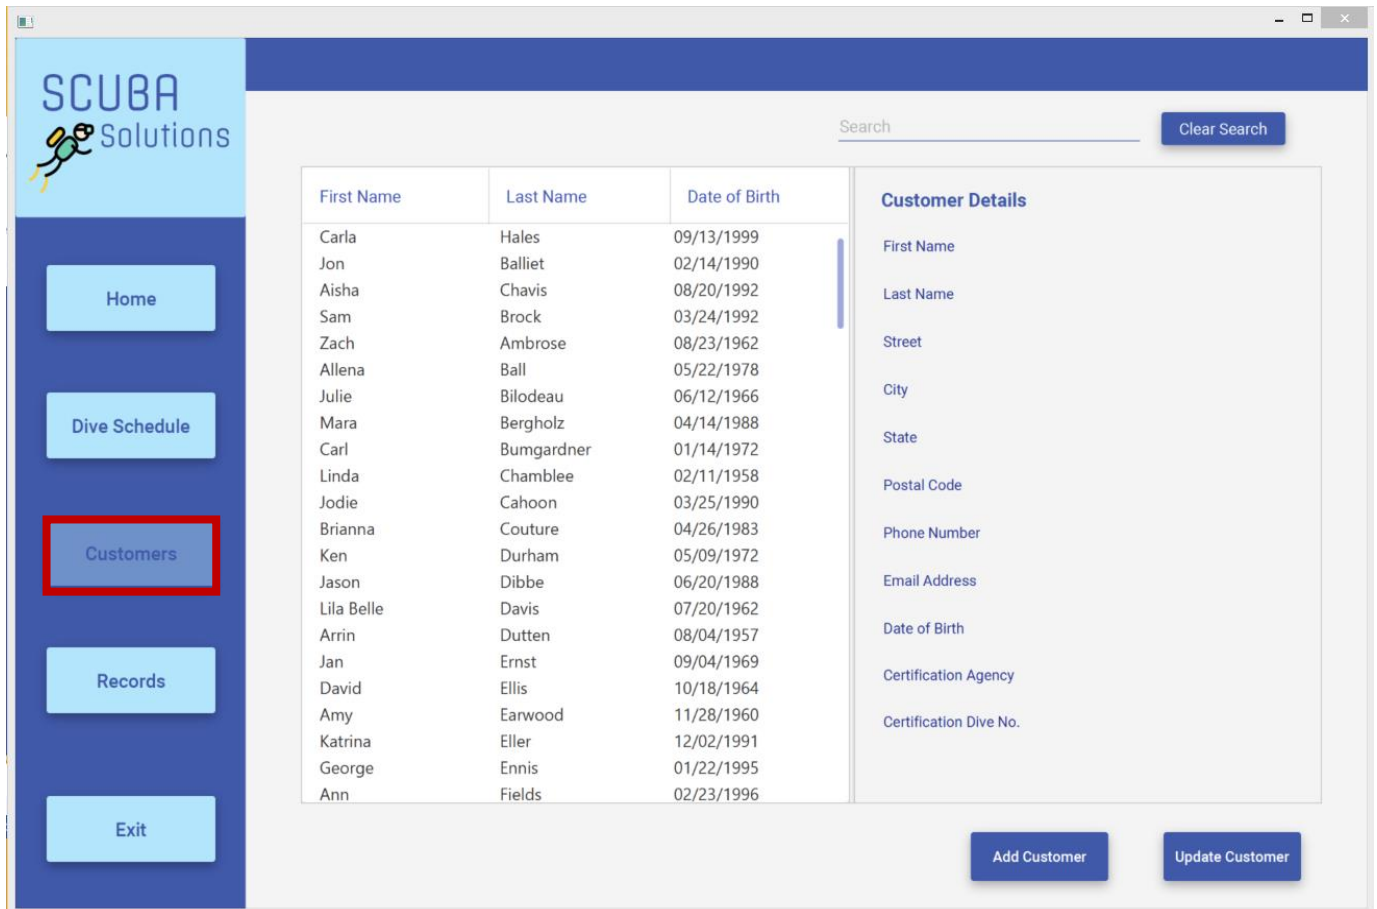 SCUBA
Solutions
Search
Clear Search
First Name Last Name Date of Birth
Carla Hales 09/13/1999
Jon Balliet 02/14/1990
Aisha Chavis 08/20/1992
Sam Brock 03/24/1992
Zach Ambrose 08/23/1962
Allena Ball 05/22/1978
Julie Bilodeau 06/12/1966
Mara Bergholz 04/14/1988
Carl Bumgardner 01/14/1972
Linda Chamblee 02/11/1958
Jodie Cahoon 03/25/1990
Brianna Couture 04/26/1983
Ken Durham 05/09/1972
Jason Dibbe 06/20/1988
Lila Belle Davis 07/20/1962
Arrin Dutten 08/04/1957
Jan Ernst 09/04/1969
David Ellis 10/18/1964
Amy Earwood 11/28/1960
Katrina Eller 12/02/1991
George Ennis 01/22/1995
Ann Fields 02/23/1996
Customer Details
First Name
Last Name
Street
City
State
Postal Code
Phone Number
Email Address
Date of Birth
Certification Agency
Certification Dive No.
Home
Dive Schedule
Customers
Records
Exit
Add Customer
Update Customer